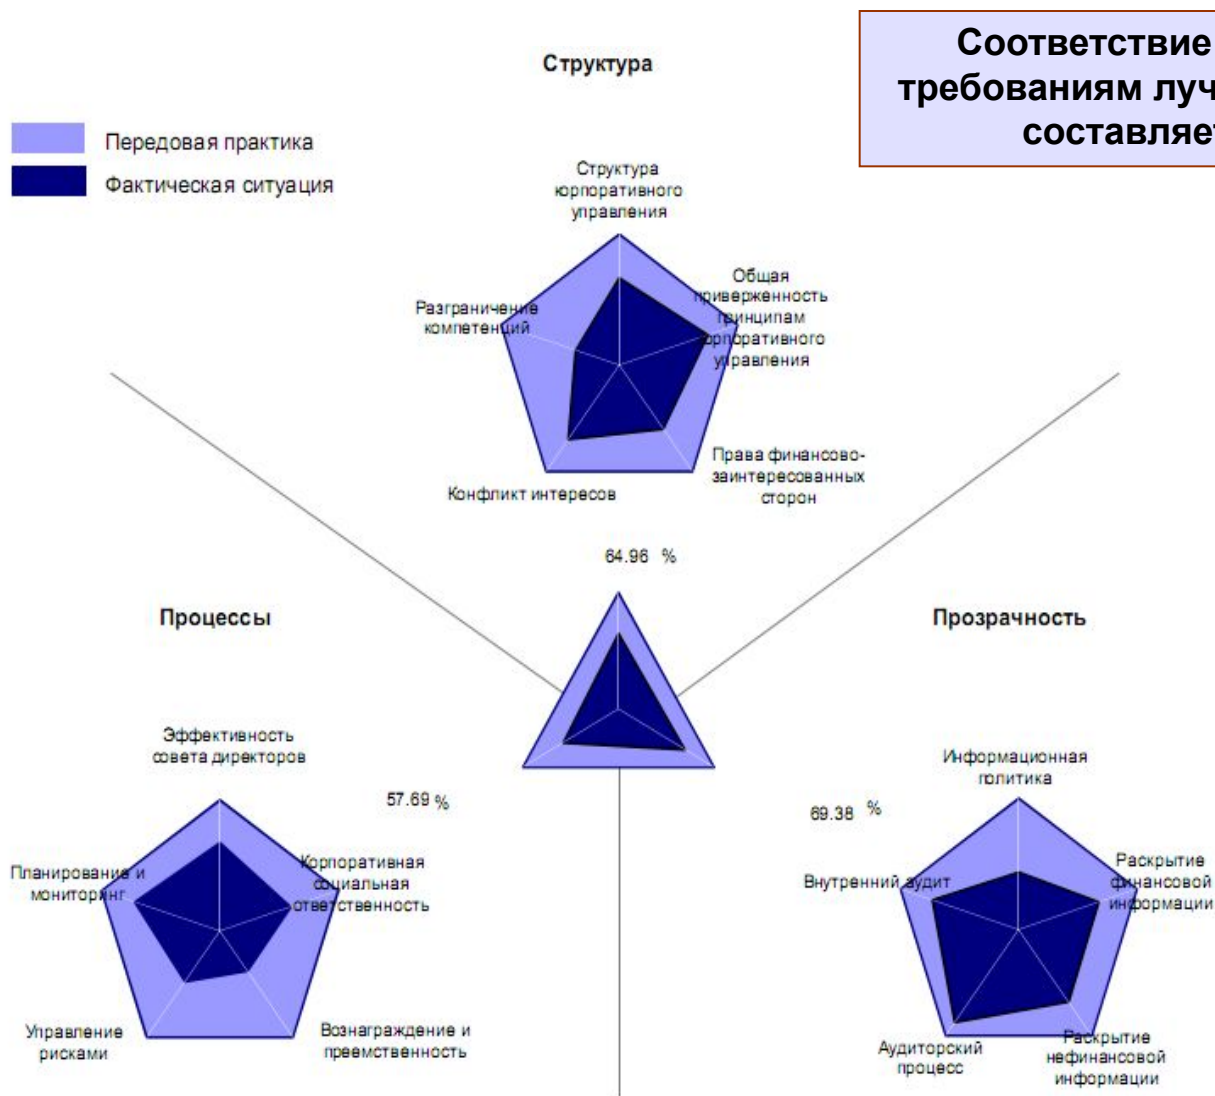 Соответствие
требованиям луч
составляе
Структура
Передовая практика
Фактическая ситуация
Структура
корпоративного
управления
Общая
приверженность
принципам
корпоративного
управления
Разграничение
компетенций
Права финансово-
заинтересованных
сторон
Конфликт интересов
64.96 %
Процессы
Прозрачность
Эффективность
совета директоров
57.69 %
Планирование и
мониторинг
Корпоративная
социальная
ответственность
Управление
рисками
Вознаграждение и
преемственность
Информационная
политика
69.38 %
Внутренний аудит
Раскрытие
финансовой
информации
Аудиторский
процесс
Раскрытие
нефинансовой
информации